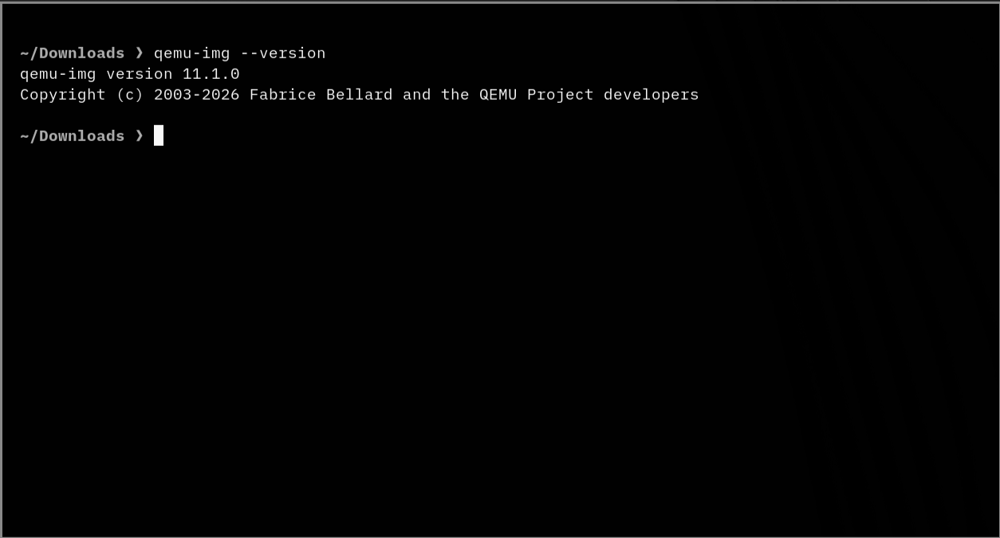 ~/Downloads ❯ qemu-img --version
qemu-img version 11.1.0
Copyright (c) 2003-2026 Fabrice Bellard and the QEMU Project developers
~/Downloads ❯